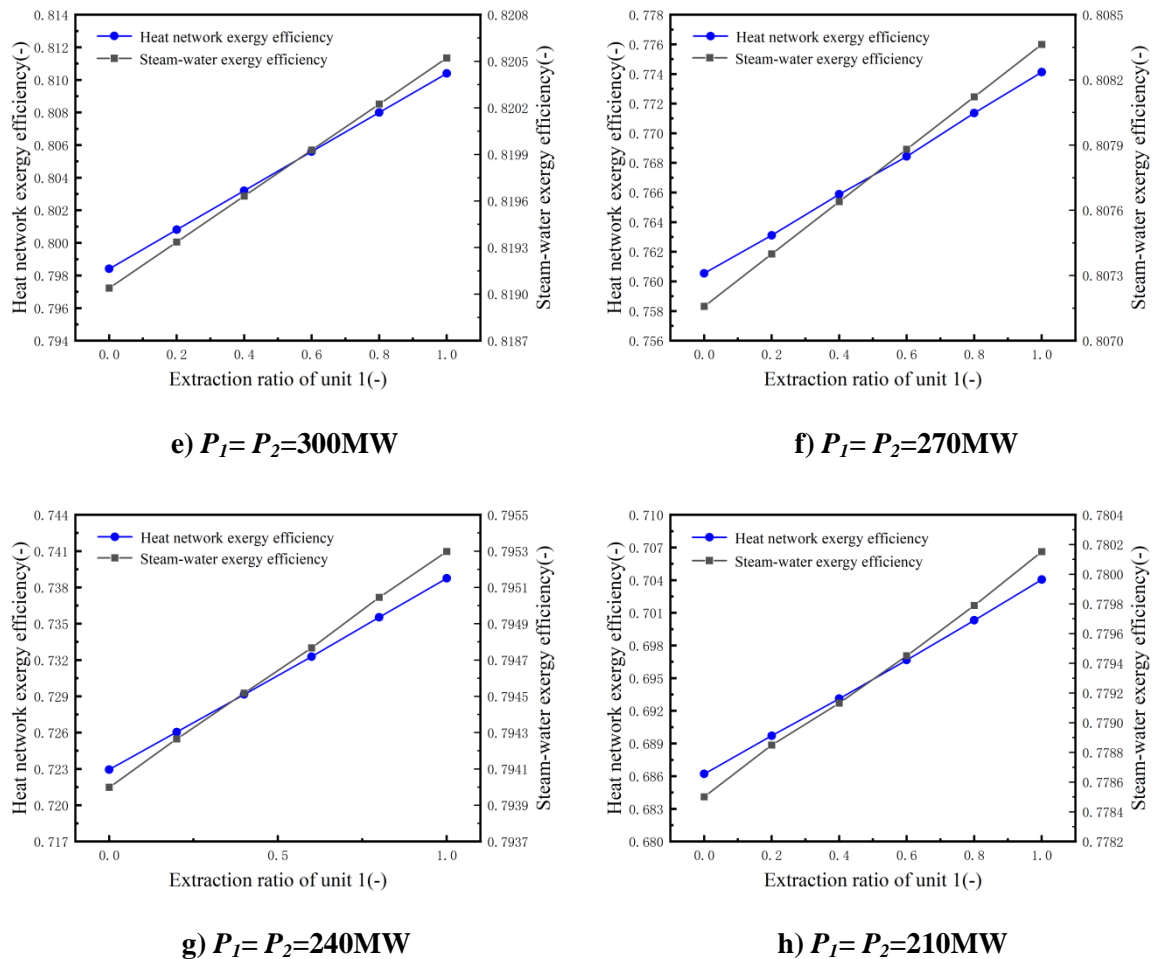 0.814
0.812
0.810
0.808
0.806
0.804
0.802
0.800
0.798
0.796
0.794
Heat network exergy efficiency(-)
Heat network exergy efficiency
Steam-water exergy efficiency
0.8208
0.8205
0.8202
0.8199
0.8196
0.8193
0.8190
0.8187
Steam-water exergy efficiency(-)
0.0 0.2 0.4 0.6 0.8 1.0
Extraction ratio of unit 1(-)
e) P1= P2=300MW
0.778
0.776
0.774
0.772
0.770
0.768
0.766
0.764
0.762
0.760
0.758
0.756
Heat network exergy efficiency(-)
Heat network exergy efficiency
Steam-water exergy efficiency
0.8085
0.8082
0.8079
0.8076
0.8073
0.8070
Steam-water exergy efficiency(-)
0.0 0.2 0.4 0.6 0.8 1.0
Extraction ratio of unit 1(-)
f) P1= P2=270MW
0.744
0.741
0.738
0.735
0.732
0.729
0.726
0.723
0.720
0.717
Heat network exergy efficiency(-)
Heat network exergy efficiency
Steam-water exergy efficiency
0.7955
0.7953
0.7951
0.7949
0.7947
0.7945
0.7943
0.7941
0.7939
0.7937
Steam-water exergy efficiency(-)
0.0 0.5 1.0
Extraction ratio of unit 1(-)
g) P1= P2=240MW
0.710
0.707
0.704
0.701
0.698
0.695
0.692
0.689
0.686
0.683
0.680
Heat network exergy efficiency(-)
Heat network exergy efficiency
Steam-water exergy efficiency
0.7804
0.7802
0.7800
0.7798
0.7796
0.7794
0.7792
0.7790
0.7788
0.7786
0.7784
0.7782
Steam-water exergy efficiency(-)
0.0 0.2 0.4 0.6 0.8 1.0
Extraction ratio of unit 1(-)
h) P1= P2=210MW